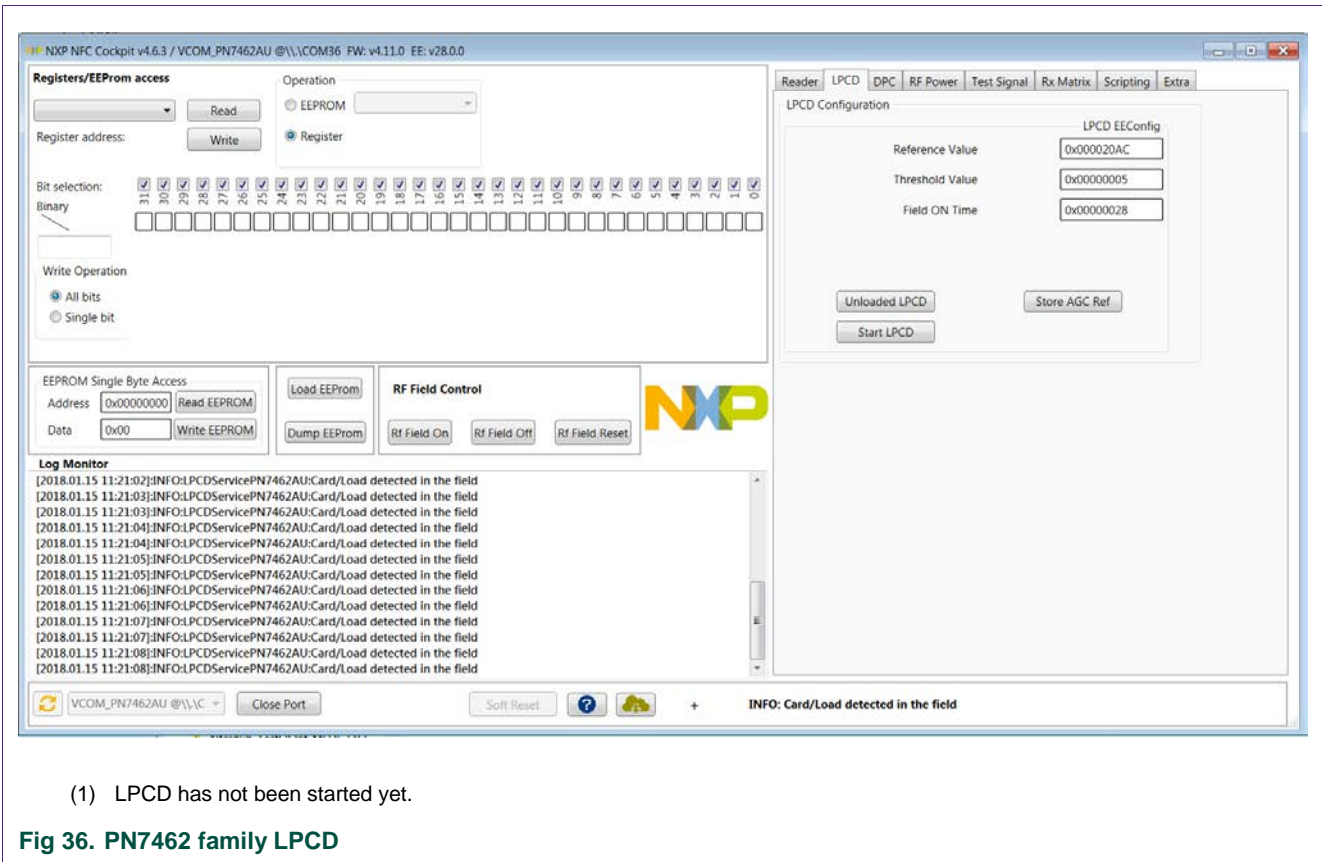 NXP NFC Cockpit v4.6.3 / VCOM_PN7462AU @\\.\COM36 FW: v4.11.0 EE: v28.0.0
Registers/EEProm access
Operation
Read
EEPROM
Register address:
Write
Register
Bit selection:
31 30 29 28 27 26 25 24 23 22 21 20 19 18 17 16 15 14 13 12 11 10 9 8 7 6 5 4 3 2 1 0
Binary
Write Operation
All bits
Single bit
Reader LPCD DPC RF Power Test Signal Rx Matrix Scripting Extra
LPCD Configuration
LPCD EEConfig
Reference Value 0x000020AC
Threshold Value 0x00000005
Field ON Time 0x00000028
Unloaded LPCD Store AGC Ref
Start LPCD
EEPROM Single Byte Access
Address 0x00000000 Read EEPROM
Data 0x00 Write EEPROM
Load EEProm
Dump EEProm
RF Field Control
Rf Field On Rf Field Off Rf Field Reset
NXP
Log Monitor
[2018.01.15 11:21:02]:INFO:LPCDServicePN7462AU:Card/Load detected in the field
[2018.01.15 11:21:03]:INFO:LPCDServicePN7462AU:Card/Load detected in the field
[2018.01.15 11:21:03]:INFO:LPCDServicePN7462AU:Card/Load detected in the field
[2018.01.15 11:21:04]:INFO:LPCDServicePN7462AU:Card/Load detected in the field
[2018.01.15 11:21:04]:INFO:LPCDServicePN7462AU:Card/Load detected in the field
[2018.01.15 11:21:05]:INFO:LPCDServicePN7462AU:Card/Load detected in the field
[2018.01.15 11:21:05]:INFO:LPCDServicePN7462AU:Card/Load detected in the field
[2018.01.15 11:21:06]:INFO:LPCDServicePN7462AU:Card/Load detected in the field
[2018.01.15 11:21:06]:INFO:LPCDServicePN7462AU:Card/Load detected in the field
[2018.01.15 11:21:07]:INFO:LPCDServicePN7462AU:Card/Load detected in the field
[2018.01.15 11:21:07]:INFO:LPCDServicePN7462AU:Card/Load detected in the field
[2018.01.15 11:21:08]:INFO:LPCDServicePN7462AU:Card/Load detected in the field
[2018.01.15 11:21:08]:INFO:LPCDServicePN7462AU:Card/Load detected in the field
VCOM_PN7462AU @\\.\C Close Port Soft Reset ? + INFO: Card/Load detected in the field
(1) LPCD has not been started yet.
Fig 36. PN7462 family LPCD